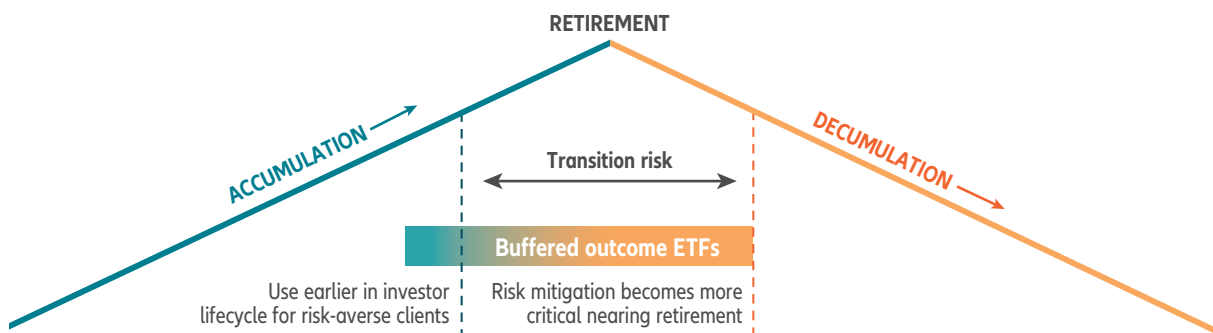 RETIREMENT
ACCUMULATION
DECUMULATION
Transition risk
Buffered outcome ETFs
Use earlier in investor
lifecycle for risk-averse clients
Risk mitigation becomes more
critical nearing retirement